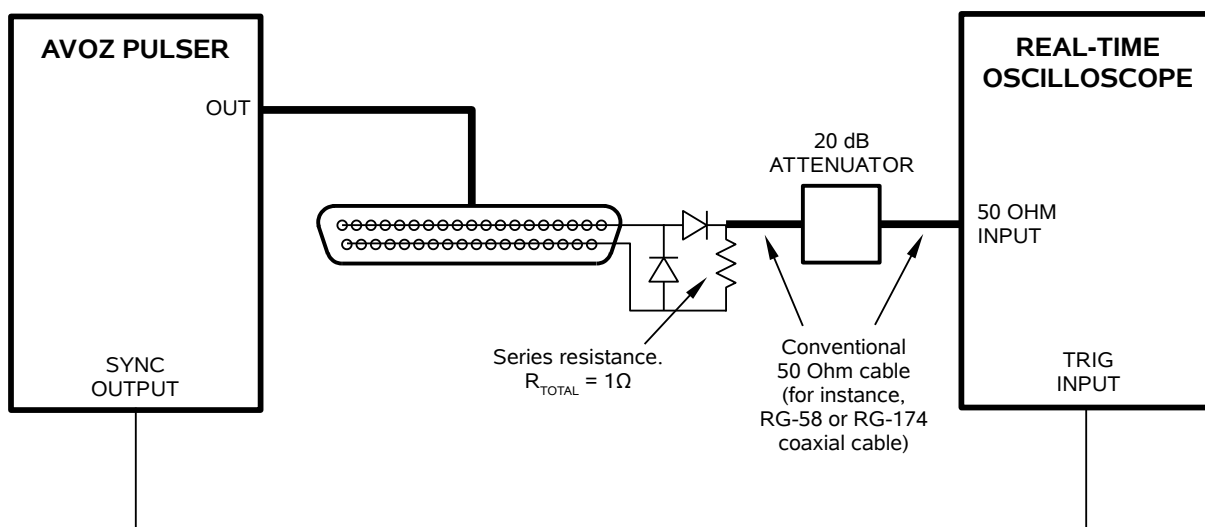 AVOZ PULSER
OUT
SYNC
OUTPUT
Series resistance.
R_TOTAL = 1Ω
20 dB
ATTENUATOR
Conventional
50 Ohm cable
(for instance,
RG-58 or RG-174
coaxial cable)
REAL-TIME
OSCILLOSCOPE
50 OHM
INPUT
TRIG
INPUT